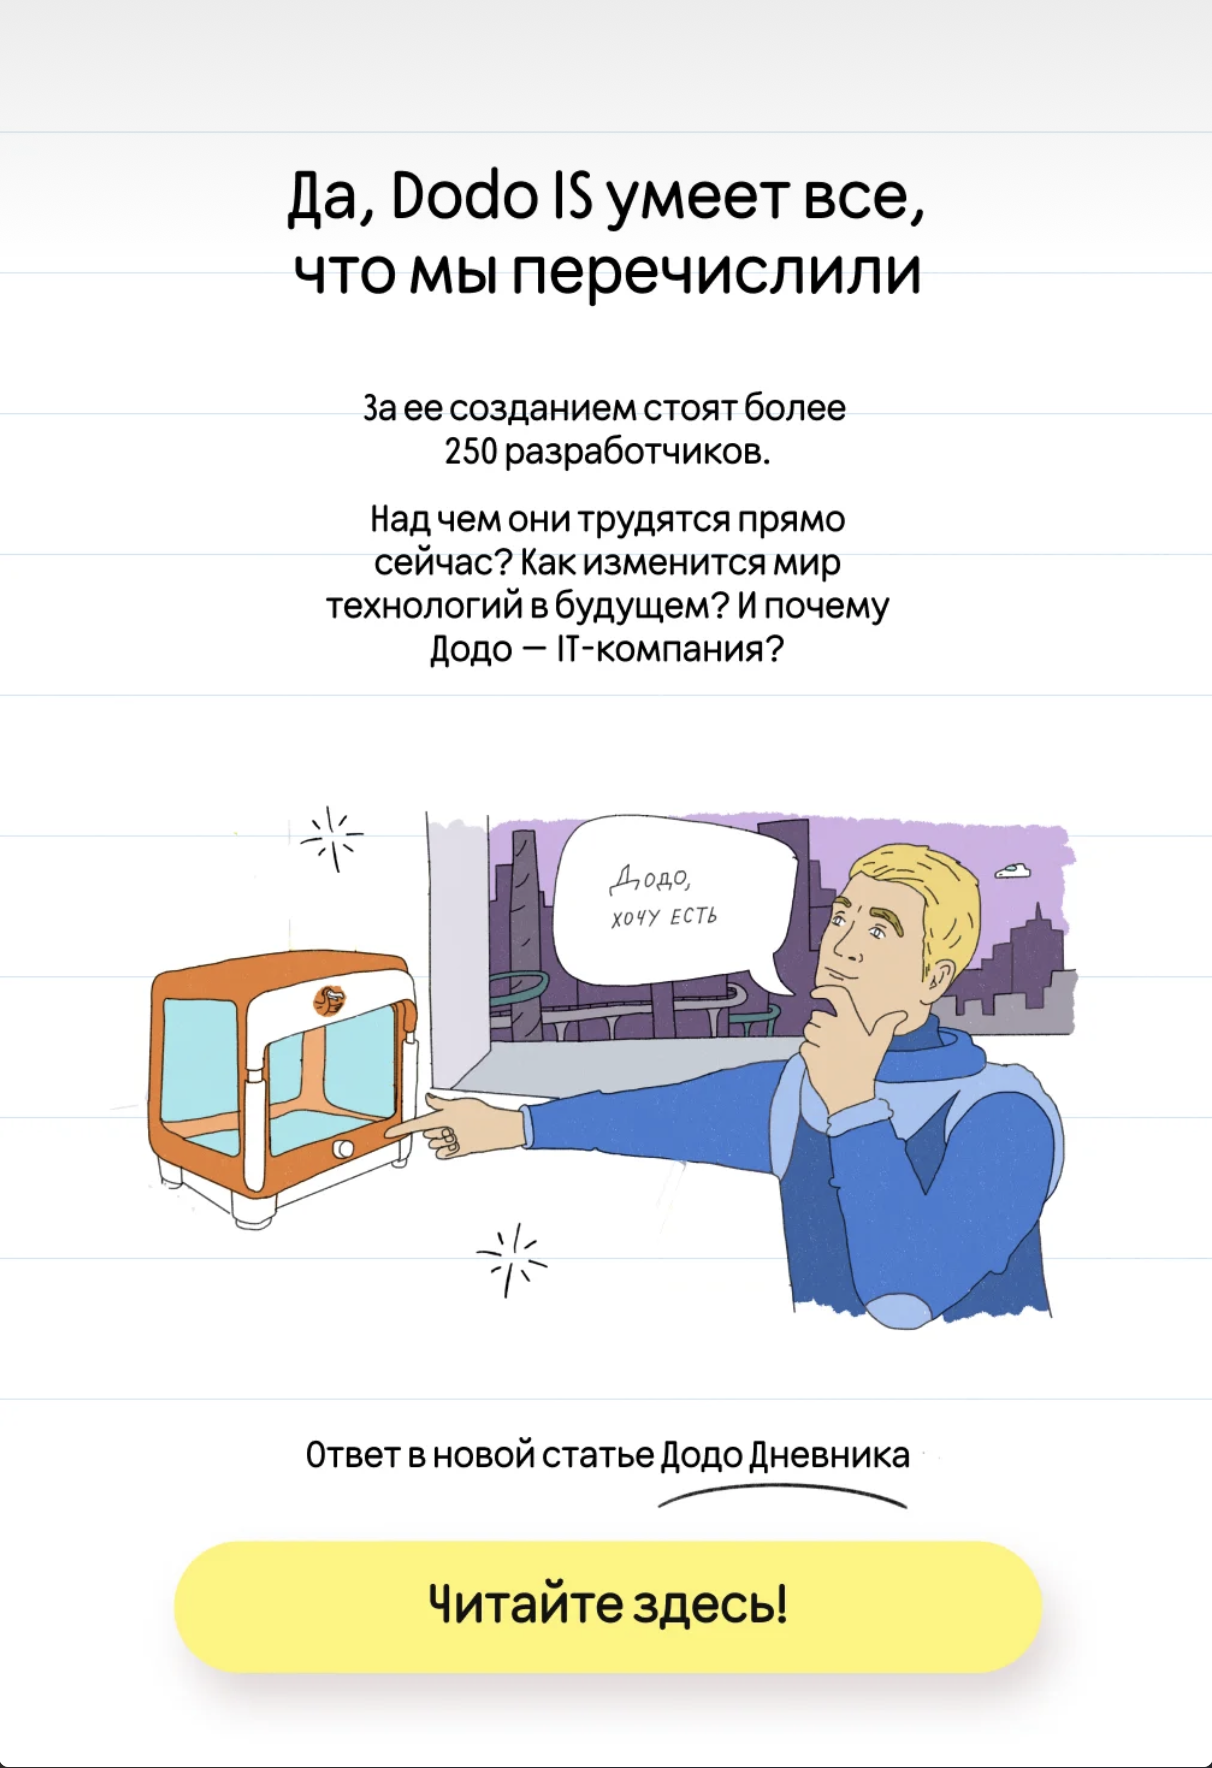 Да, Dodo IS умеет все,
что мы перечислили
За ее созданием стоят более
250 разработчиков.
Над чем они трудятся прямо
сейчас? Как изменится мир
технологий в будущем? И почему
Додо — IT-компания?
Додо,
хочу есть
Ответ в новой статье Додо Дневника
Читайте здесь!